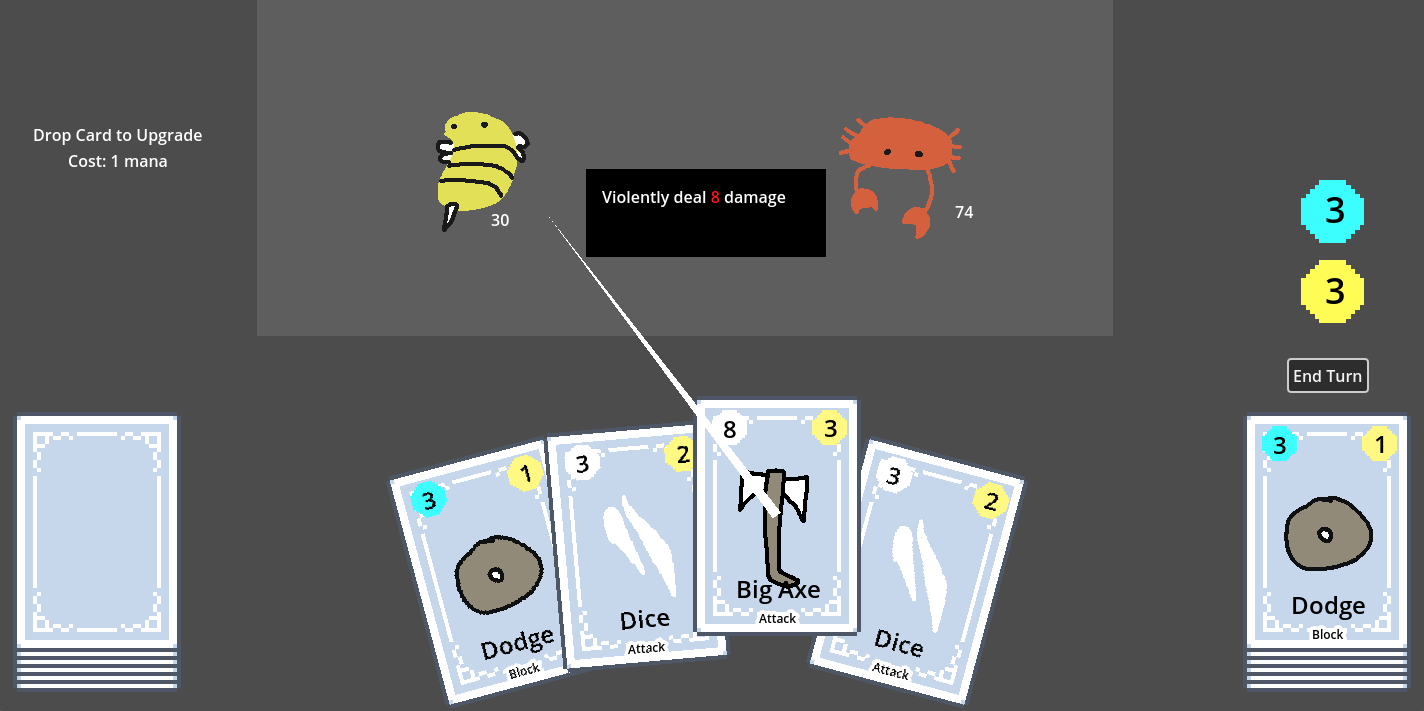 Drop Card to Upgrade
Cost: 1 mana
30
Violently deal 8 damage
74
3
3
End Turn
3 1
Dodge
Block
3 2
Dice
Attack
8 3
Big Axe
Attack
3 2
Dice
Attack
3 1
Dodge
Block